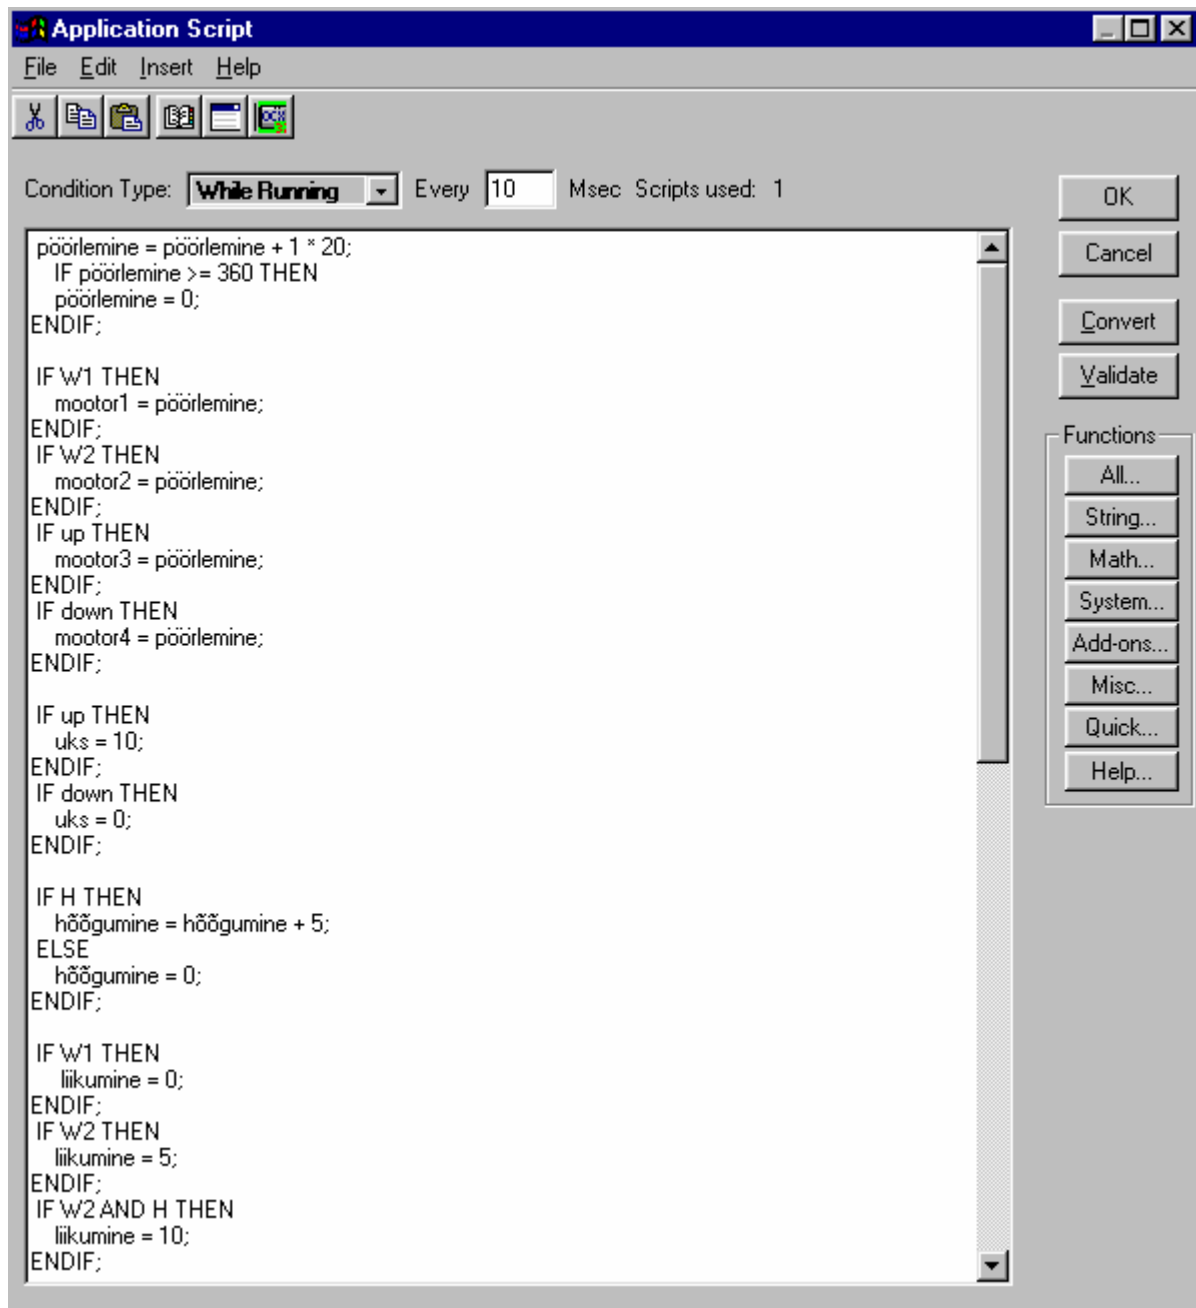 Application Script
File Edit Insert Help
Condition Type: While Running Every 10 Msec Scripts used: 1
pöörlemine = pöörlemine + 1 * 20;
IF pöörlemine >= 360 THEN
pöörlemine = 0;
ENDIF;
IF W1 THEN
mootor1 = pöörlemine;
ENDIF;
IF W2 THEN
mootor2 = pöörlemine;
ENDIF;
IF up THEN
mootor3 = pöörlemine;
ENDIF;
IF down THEN
mootor4 = pöörlemine;
ENDIF;
IF up THEN
uks = 10;
ENDIF;
IF down THEN
uks = 0;
ENDIF;
IF H THEN
hõõgumine = hõõgumine + 5;
ELSE
hõõgumine = 0;
ENDIF;
IF W1 THEN
liikumine = 0;
ENDIF;
IF W2 THEN
liikumine = 5;
ENDIF;
IF W2 AND H THEN
liikumine = 10;
ENDIF;
OK
Cancel
Convert
Validate
Functions
All...
String...
Math...
System...
Add-ons...
Misc...
Quick...
Help...